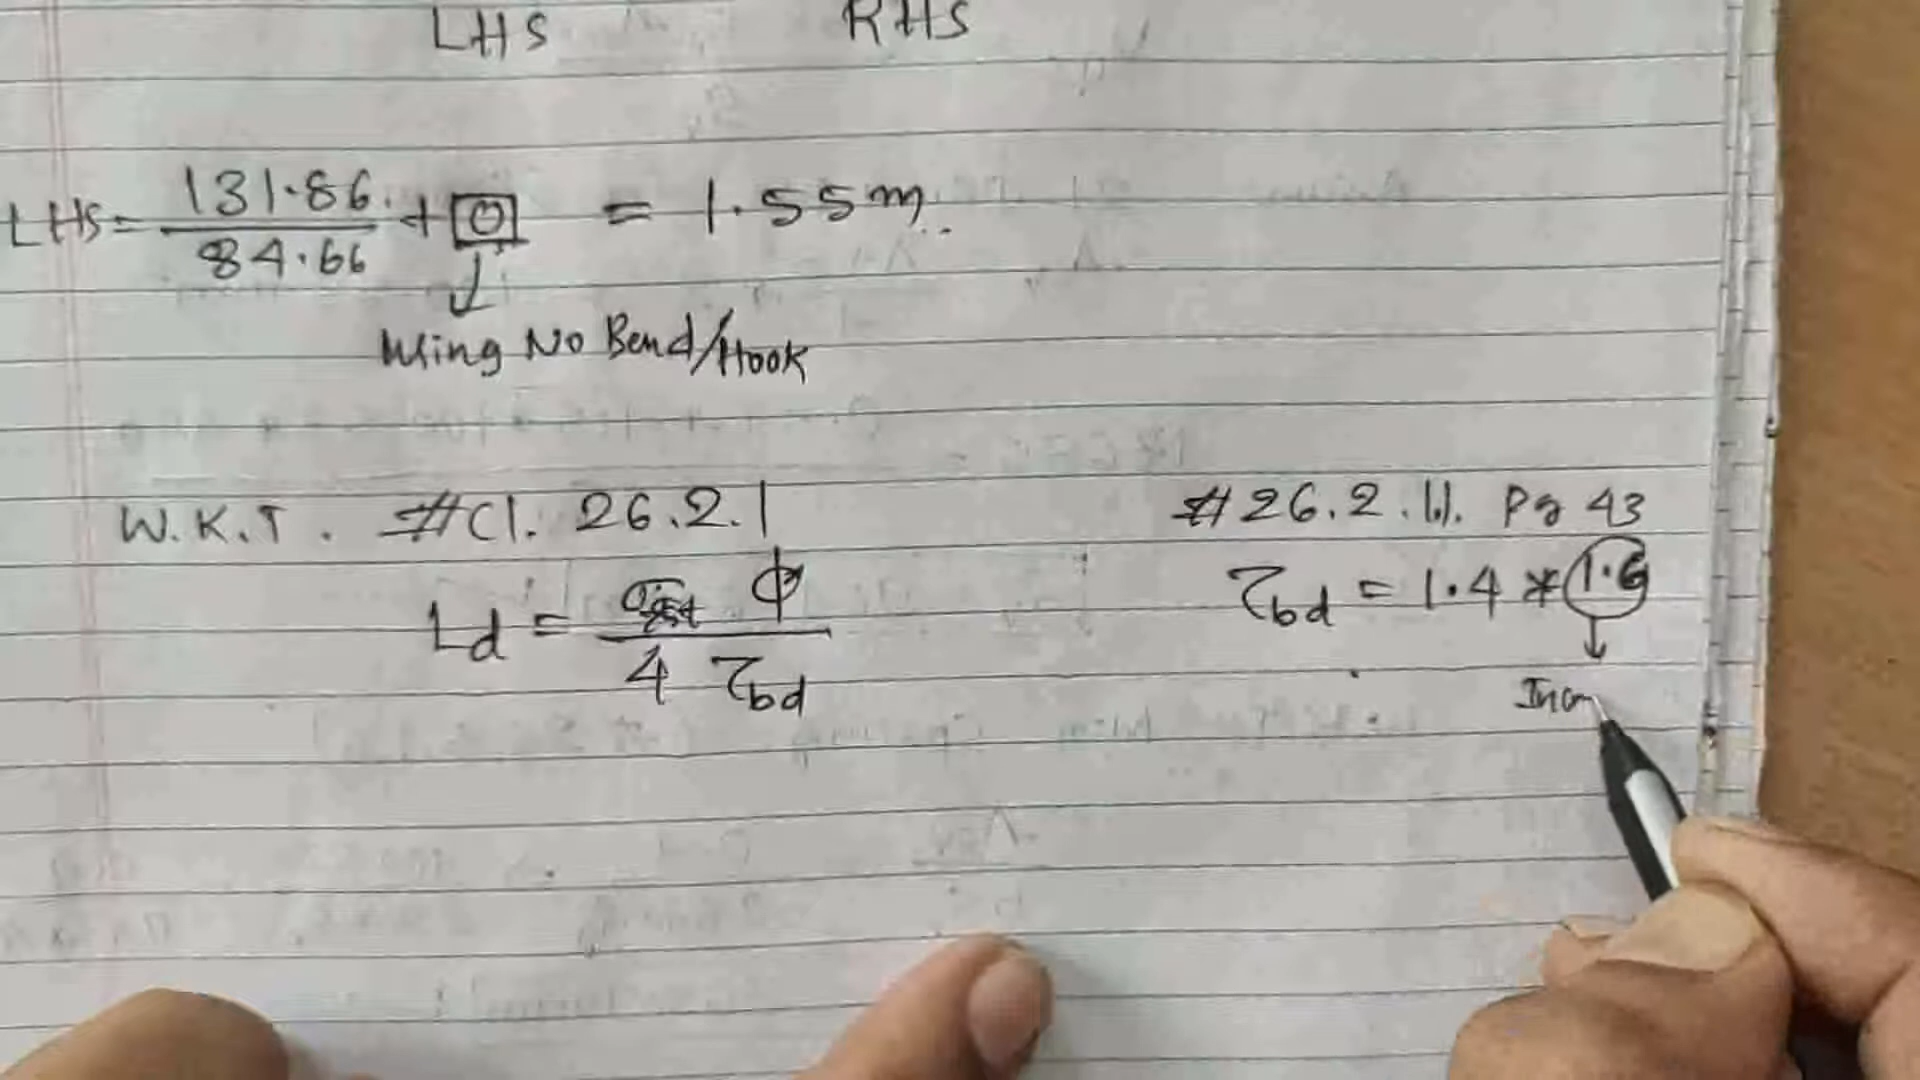 LHS RHS
LHS = 131.86 / 84.66 + 0 = 1.55m.
Using No Bend/Hook
W.K.T. #Cl. 26.2.1
Ld = σst φ / 4 τbd
#26.2.1.1. Pg 43
τbd = 1.4 * 1.6